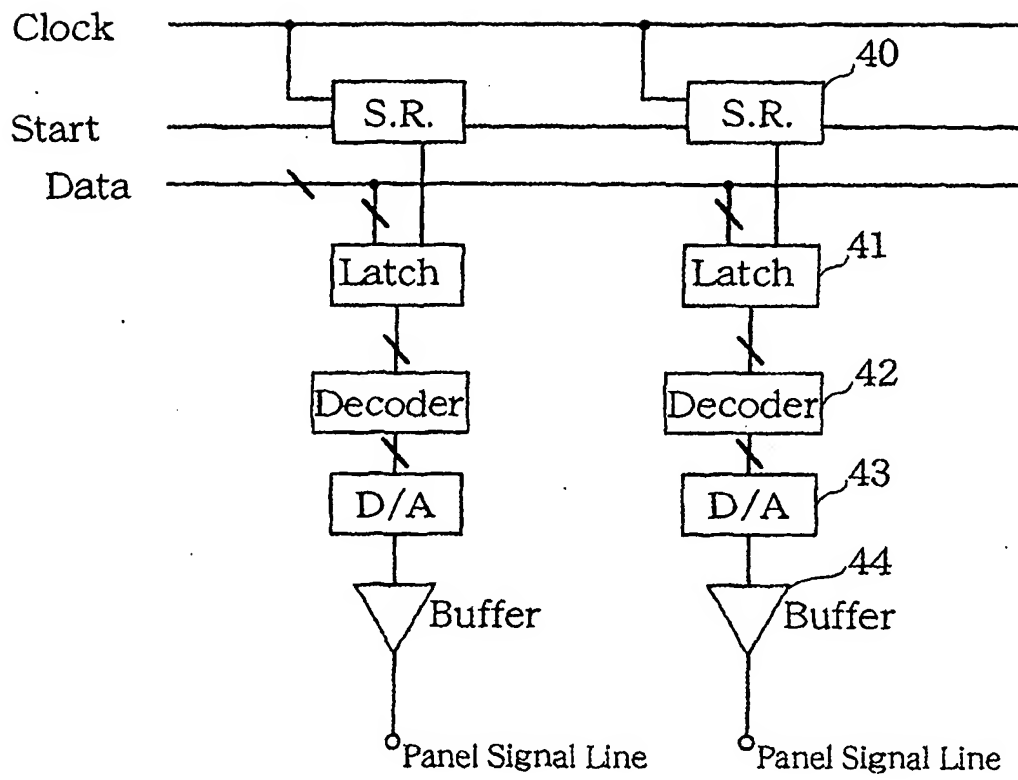 Clock
40
S.R. S.R.
Start
Data
41
Latch Latch
42
Decoder Decoder
43
D/A D/A
44
Buffer Buffer
Panel Signal Line Panel Signal Line